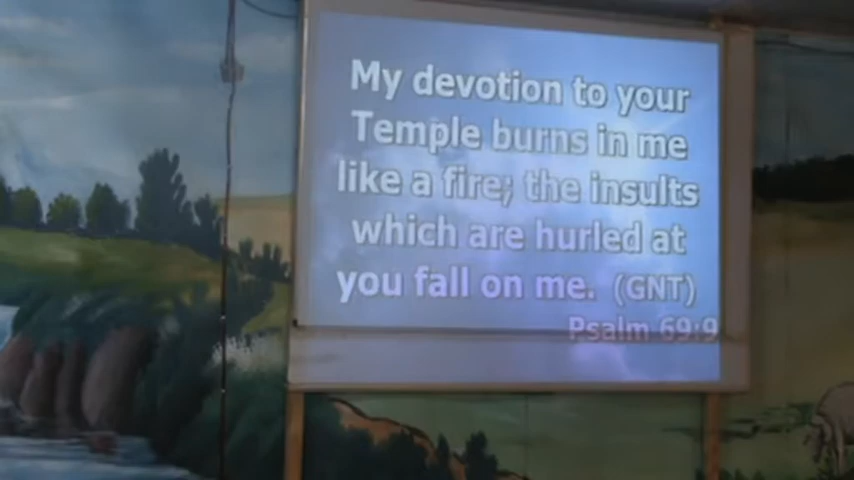 My devotion to your
Temple burns in me
like a fire; the insults
which are hurled at
you fall on me. (GNT)
Psalm 69:9